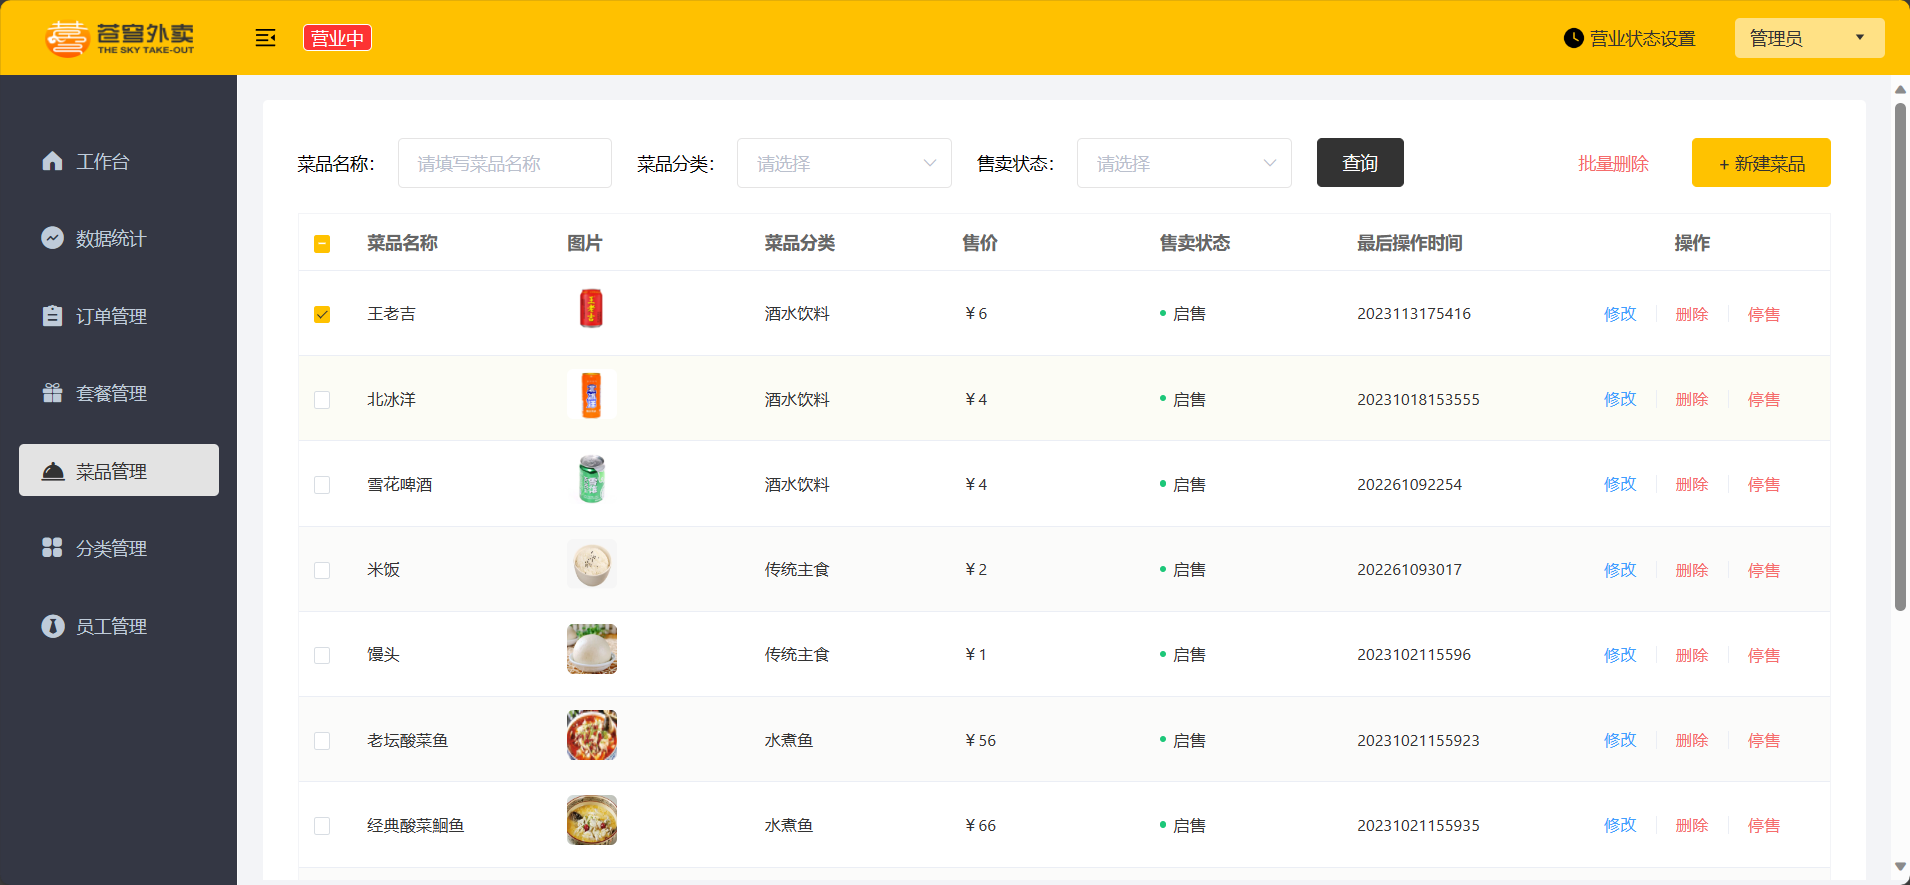 苍穹外卖
THE SKY TAKE-OUT
营业中
营业状态设置
管理员
工作台
数据统计
订单管理
套餐管理
菜品管理
分类管理
员工管理
菜品名称： 请填写菜品名称 菜品分类： 请选择 售卖状态： 请选择 查询 批量删除 + 新建菜品
菜品名称 图片 菜品分类 售价 售卖状态 最后操作时间 操作
王老吉 王老吉 酒水饮料 ￥6 启售 2023113175416 修改 删除 停售
北冰洋 酒水饮料 ￥4 启售 20231018153555 修改 删除 停售
雪花啤酒 酒水饮料 ￥4 启售 202261092254 修改 删除 停售
米饭 传统主食 ￥2 启售 202261093017 修改 删除 停售
馒头 传统主食 ￥1 启售 2023102115596 修改 删除 停售
老坛酸菜鱼 水煮鱼 ￥56 启售 20231021155923 修改 删除 停售
经典酸菜鮰鱼 水煮鱼 ￥66 启售 20231021155935 修改 删除 停售